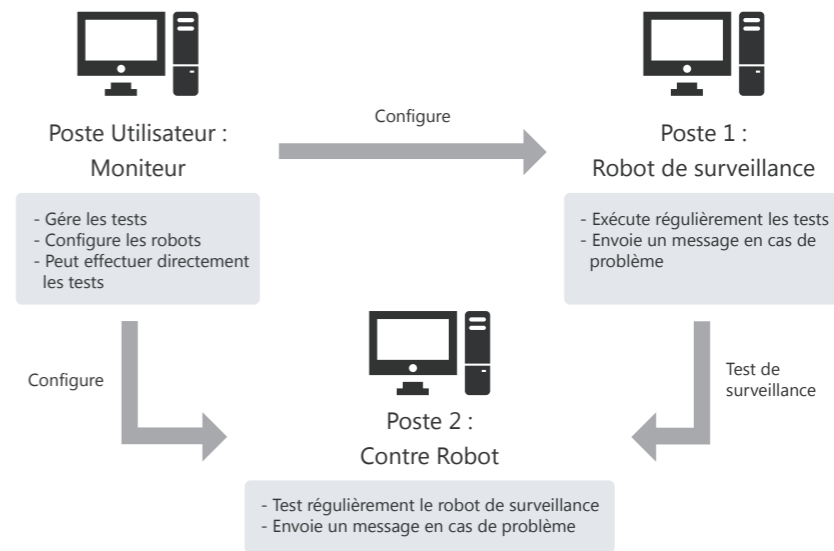 Configure
Poste Utilisateur :
Moniteur
- Gére les tests
- Configure les robots
- Peut effectuer directement
les tests
Poste 1 :
Robot de surveillance
- Exécute régulièrement les tests
- Envoie un message en cas de
problème
Configure
Test de
surveillance
Poste 2 :
Contre Robot
- Test régulièrement le robot de surveillance
- Envoie un message en cas de problème